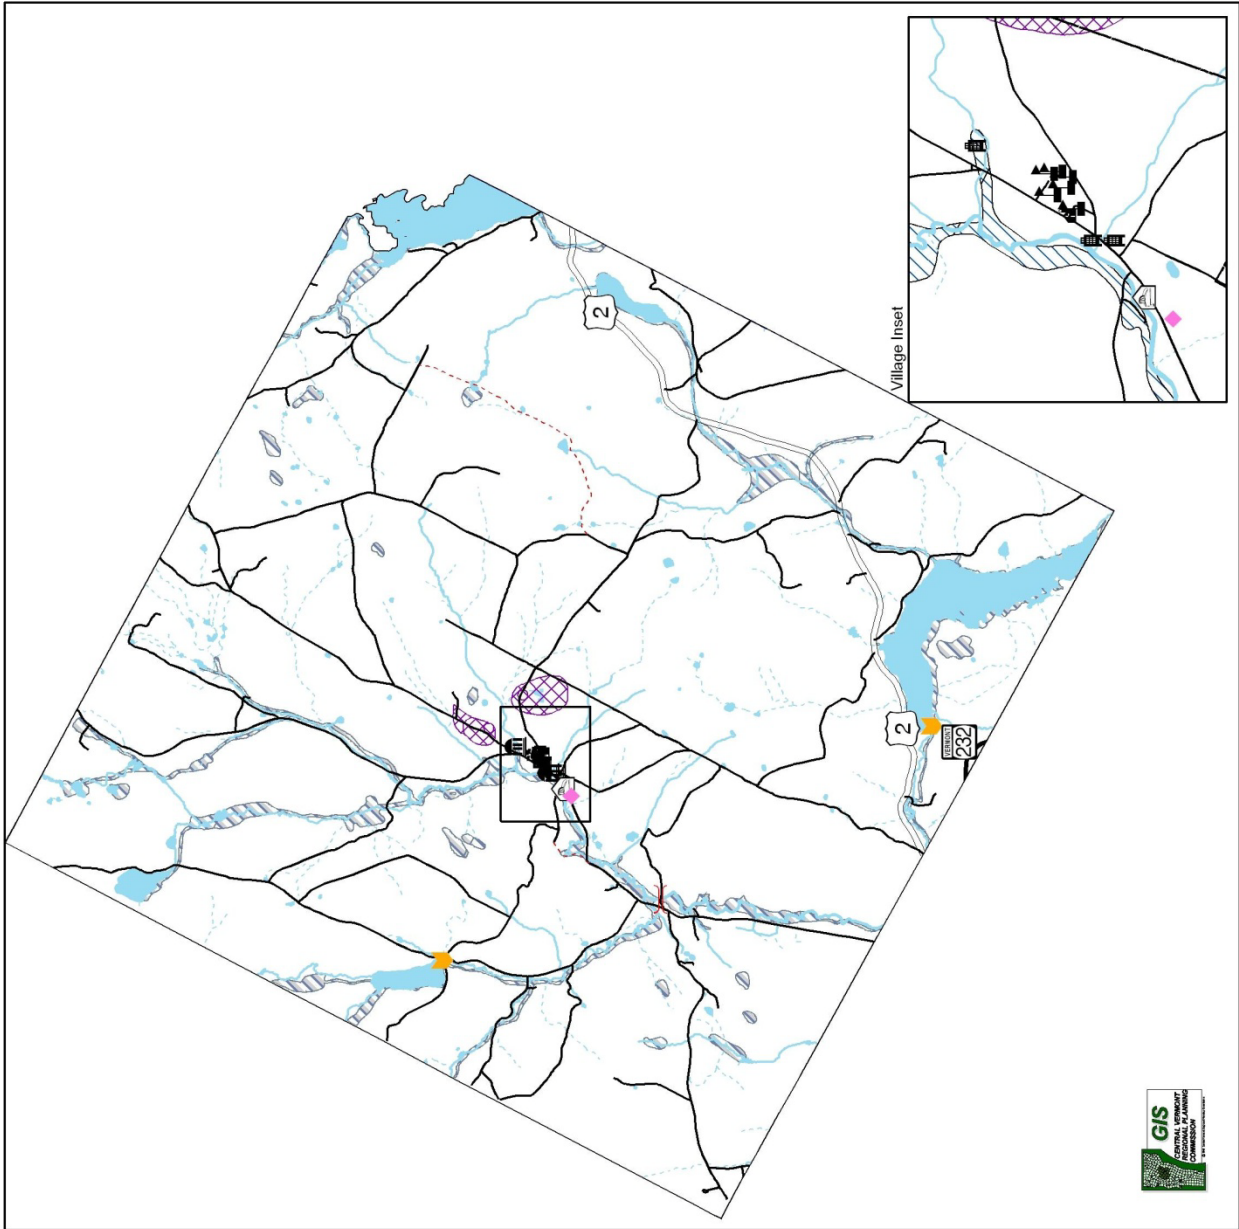 Village Inset
2
2
VERMONT
232
GIS
CENTRAL VERMONT
REGIONAL PLANNING
COMMISSION